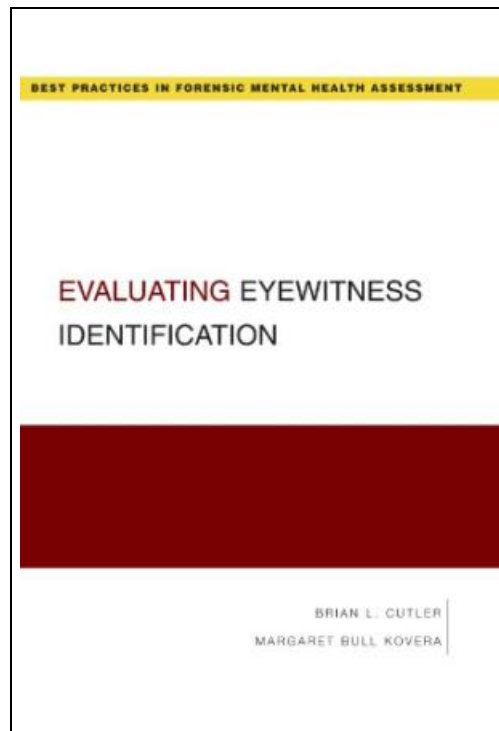 BEST PRACTICES IN FORENSIC MENTAL HEALTH ASSESSMENT
EVALUATING EYEWITNESS
IDENTIFICATION
BRIAN L. CUTLER
MARGARET BULL KOVERA